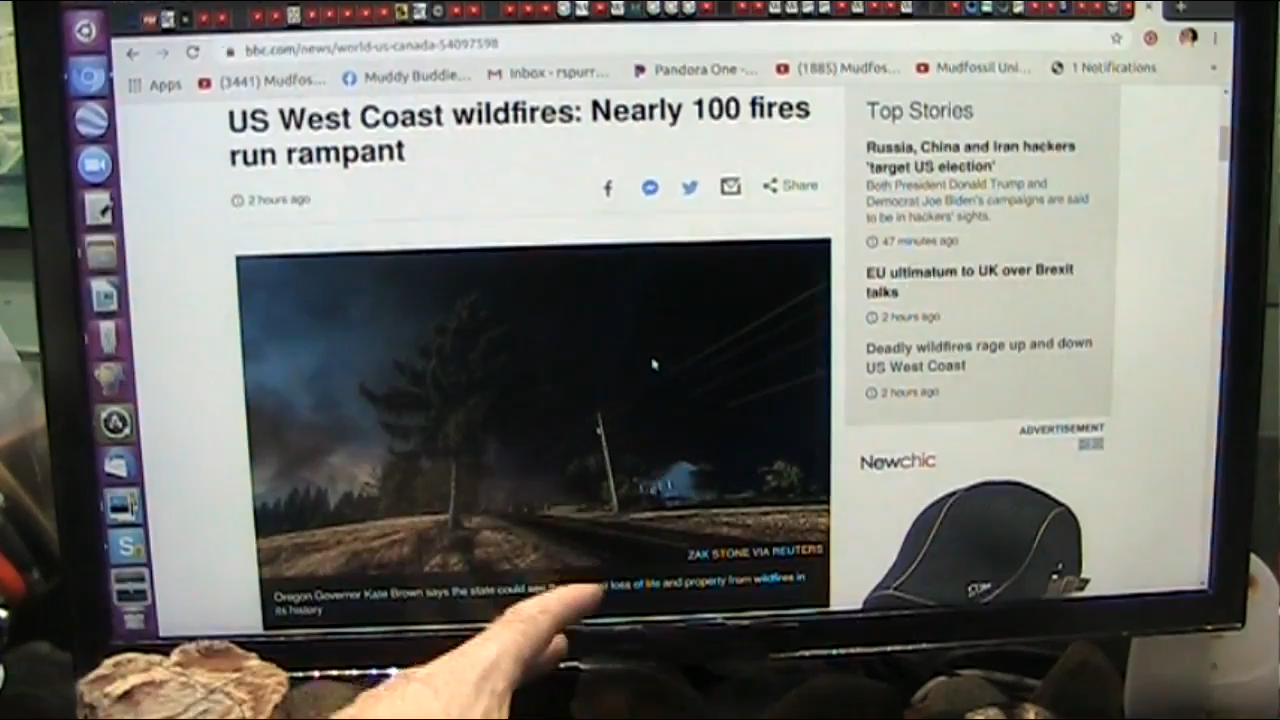 bbc.com/news/world-us-canada-54097598
Apps (3441) Mudfos... Muddy Buddie... Inbox - rspurr... Pandora One -... (1885) Mudfos... Mudfossil Uni... 1 Notifications
US West Coast wildfires: Nearly 100 fires
run rampant
2 hours ago
Share
ZAK STONE VIA REUTERS
Oregon Governor Kate Brown says the state could see loss of life and property from wildfires in
its history
Top Stories
Russia, China and Iran hackers
'target US election'
Both President Donald Trump and
Democrat Joe Biden's campaigns are said
to be in hackers' sights.
47 minutes ago
EU ultimatum to UK over Brexit
talks
2 hours ago
Deadly wildfires rage up and down
US West Coast
2 hours ago
ADVERTISEMENT
Newchic